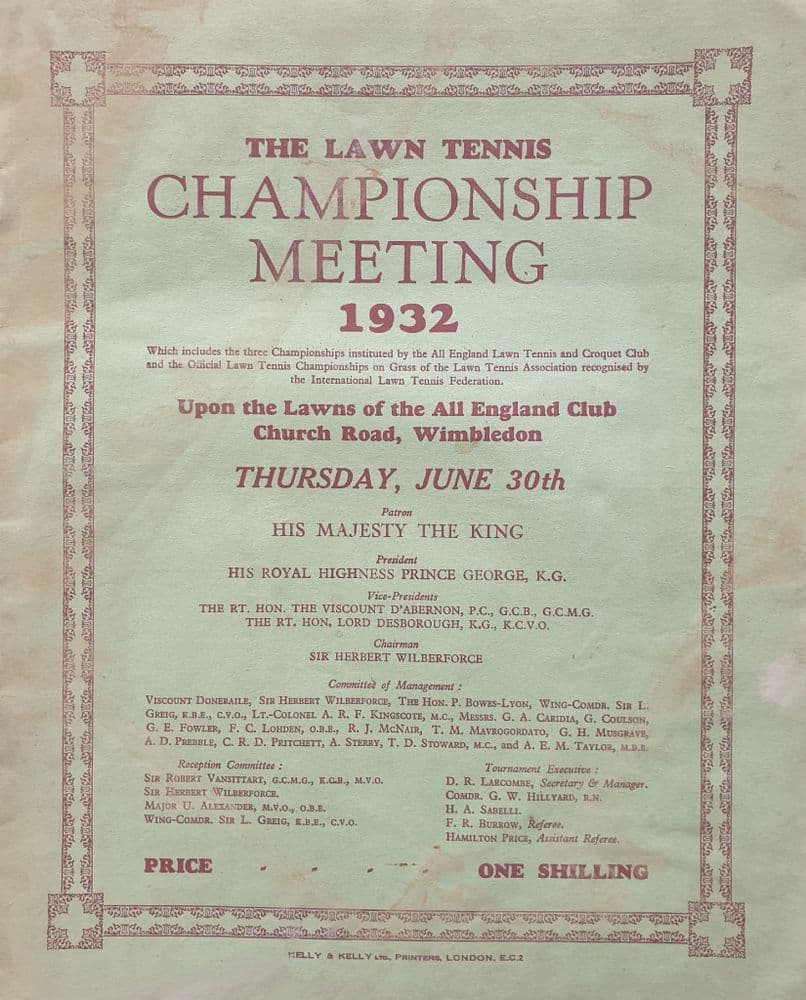 THE LAWN TENNIS
CHAMPIONSHIP
MEETING
1932
Which includes the three Championships instituted by the All England Lawn Tennis and Croquet Club
and the Official Lawn Tennis Championships on Grass of the Lawn Tennis Association recognised by
the International Lawn Tennis Federation.
Upon the Lawns of the All England Club
Church Road, Wimbledon
THURSDAY, JUNE 30th
Patron
HIS MAJESTY THE KING
President
HIS ROYAL HIGHNESS PRINCE GEORGE, K.G.
Vice-Presidents
THE RT. HON. THE VISCOUNT D'ABERNON, P.C., G.C.B., G.C.M.G.
THE RT. HON. LORD DESBOROUGH, K.G., K.C.V.O.
Chairman
SIR HERBERT WILBERFORCE
Committee of Management :
VISCOUNT DONERAILE, SIR HERBERT WILBERFORCE, THE HON. P. BOWES-LYON, WING-COMDR. SIR L.
GREIG, K.B.E., C.V.O., LT.-COLONEL A. R. F. KINGSCOTE, M.C., MESSRS. G. A. CARIDIA, G. COULSON,
G. E. FOWLER, F. C. LOHDEN, O.B.E., R. J. MCNAIR, T. M. MAVROGORDATO, G. H. MUSGRAVE,
A. D. PREBBLE, C. R. D. PRITCHETT, A. STERRY, T. D. STOWARD, M.C., and A. E. M. TAYLOR, M.B.E.
Reception Committee :
SIR ROBERT VANSITTART, G.C.M.G., K.C.B., M.V.O.
SIR HERBERT WILBERFORCE.
MAJOR U. ALEXANDER, M.V.O., O.B.E.
WING-COMDR. SIR L. GREIG, K.B.E., C.V.O.
Tournament Executive :
D. R. LARCOMBE, Secretary & Manager.
COMDR. G. W. HILLYARD, R.N.
H. A. SABELLI.
F. R. BURROW, Referee.
HAMILTON PRICE, Assistant Referee.
PRICE - - - - ONE SHILLING
KELLY & KELLY LTD., PRINTERS, LONDON, E.C.2